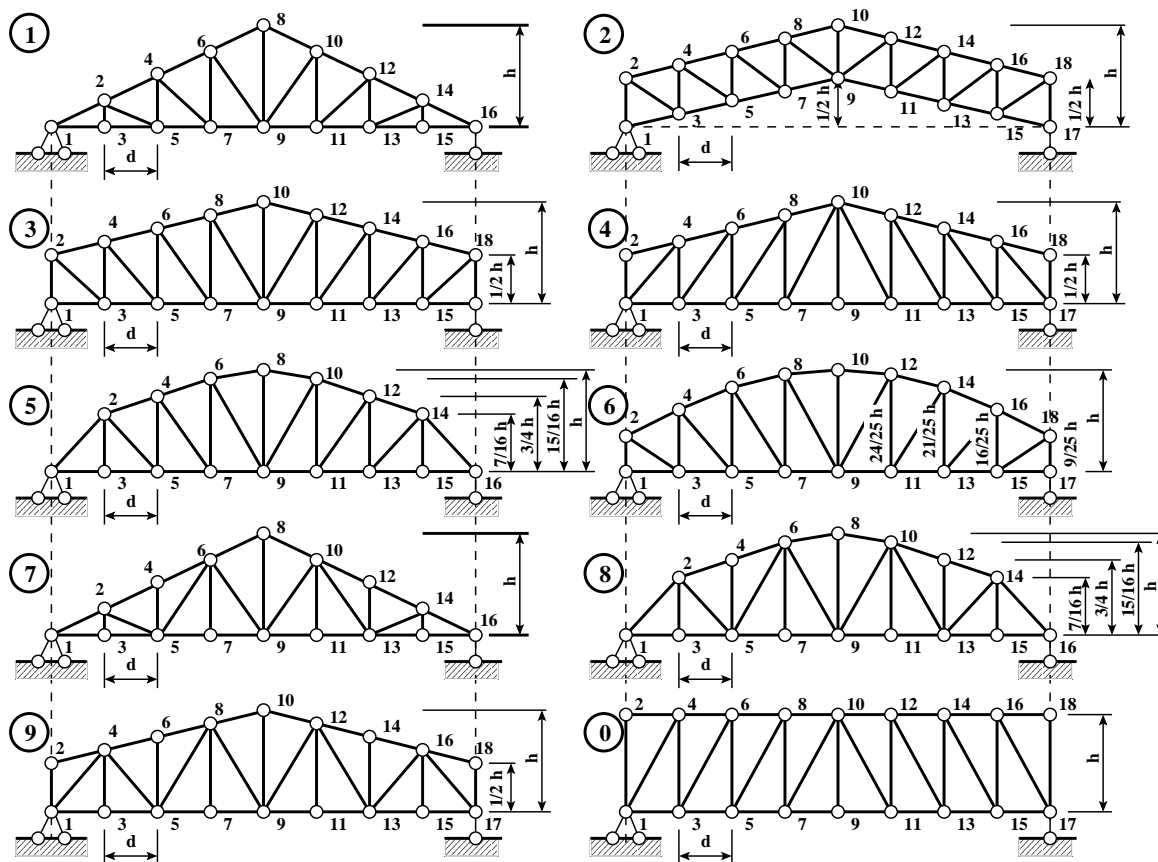 1
2 4 6 8 10 12 14 16
1 3 5 7 9 11 13 15
d
h
2
2 4 6 8 10 12 14 16 18
1 3 5 7 9 11 13 15 17
d
1/2 h
1/2 h
h
3
2 4 6 8 10 12 14 16 18
1 3 5 7 9 11 13 15
d
1/2 h
h
4
2 4 6 8 10 12 14 16 18
1 3 5 7 9 11 13 15 17
d
1/2 h
h
5
2 4 6 8 10 12 14
1 3 5 7 9 11 13 15 16
d
7/16 h
3/4 h
15/16 h
h
6
2 4 6 8 10 12 14 16 18
1 3 5 7 9 11 13 15 17
d
24/25 h
21/25 h
16/25 h
9/25 h
h
7
2 4 6 8 10 12 14 16
1 3 5 7 9 11 13 15
d
h
8
2 4 6 8 10 12 14
1 3 5 7 9 11 13 15 16
d
7/16 h
3/4 h
15/16 h
h
9
2 4 6 8 10 12 14 16 18
1 3 5 7 9 11 13 15 17
d
1/2 h
h
0
2 4 6 8 10 12 14 16 18
1 3 5 7 9 11 13 15 17
d
h